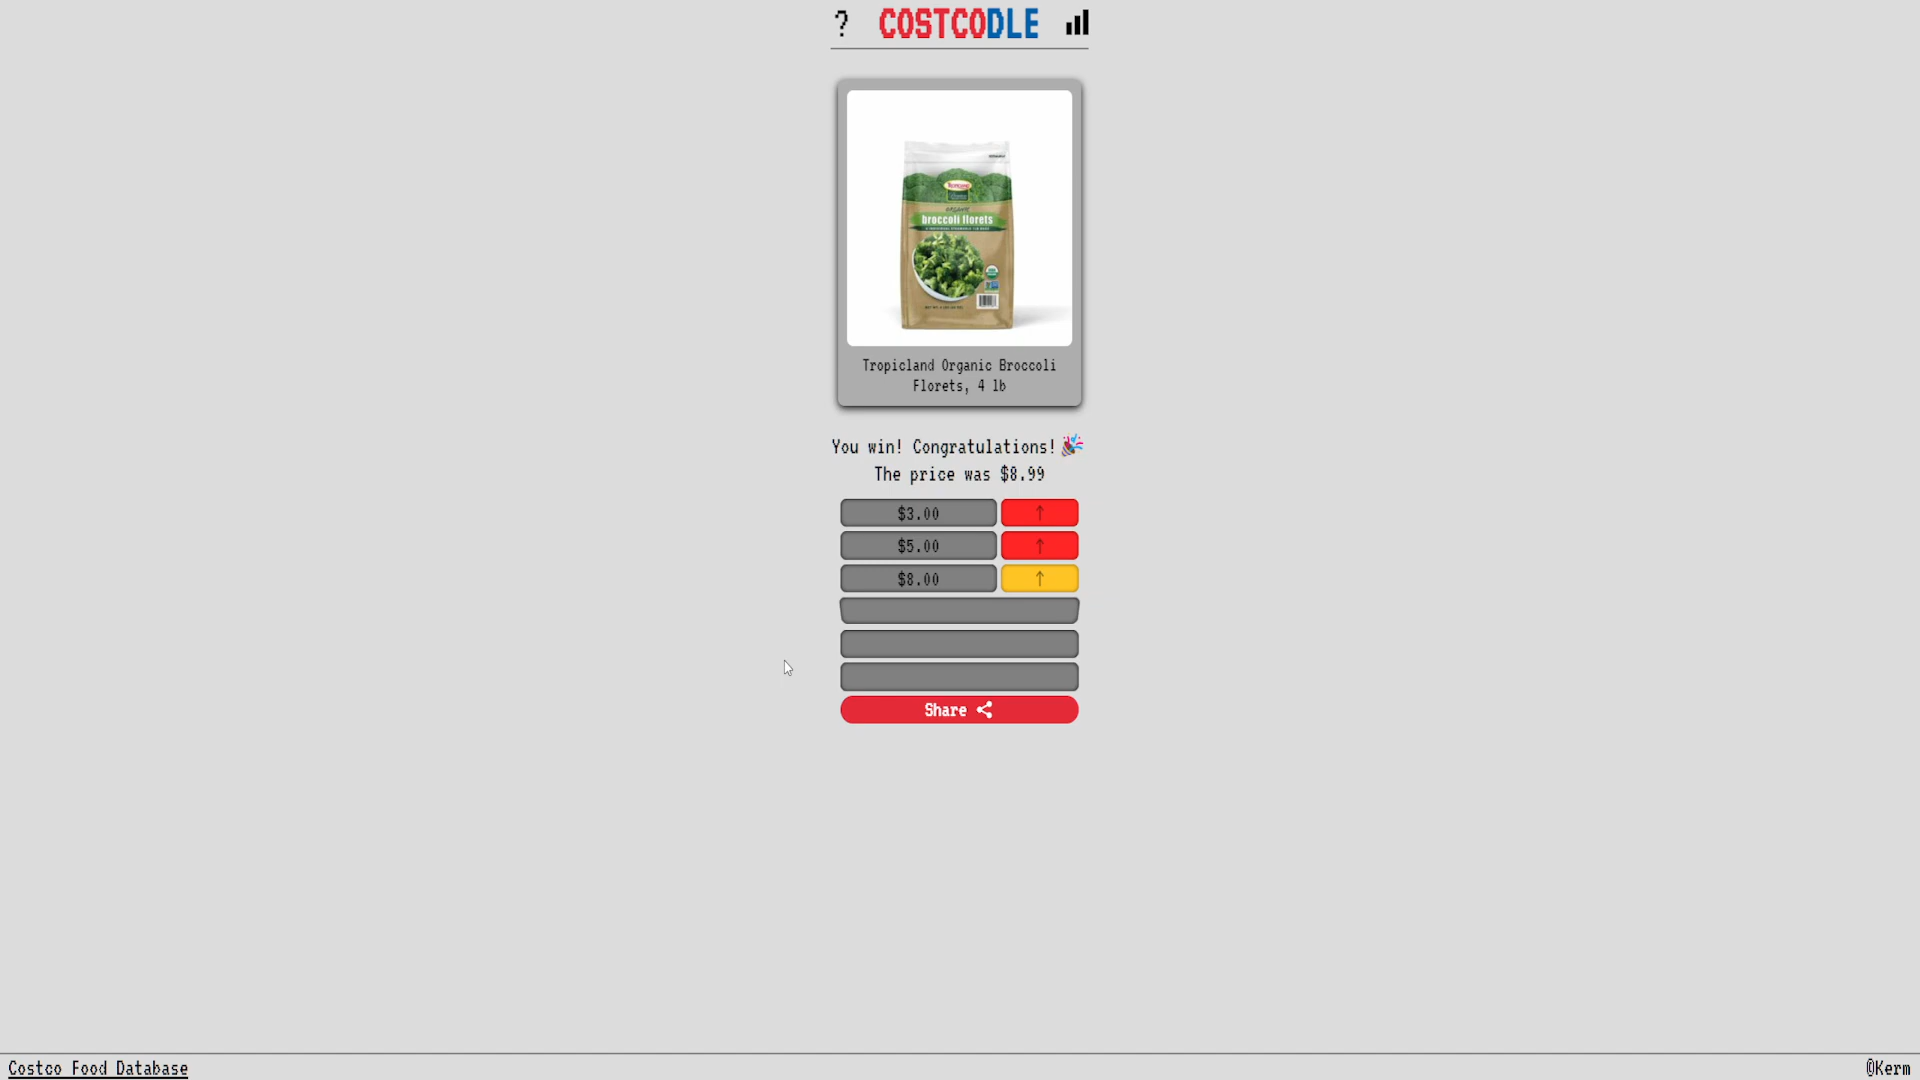 ?
COSTCODLE
broccoli florets
Tropicland Organic Broccoli
Florets, 4 lb
You win! Congratulations! 🎉
The price was $8.99
$3.00 ↑
$5.00 ↑
$8.00 ↑
Share
Costco Food Database
@Kerm